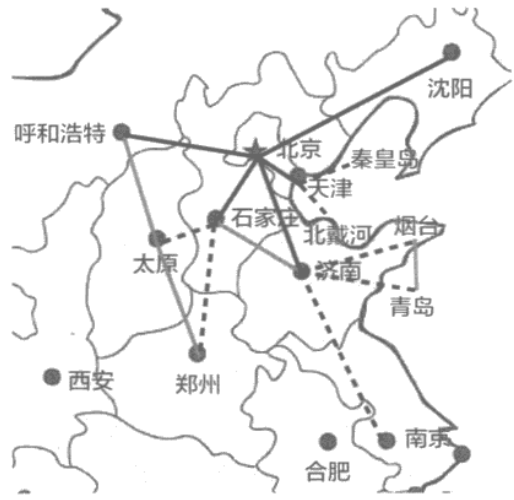 沈阳
呼和浩特
北京
秦皇岛
天津
石家庄
北戴河
烟台
太原
济南
青岛
西安
郑州
南京
合肥